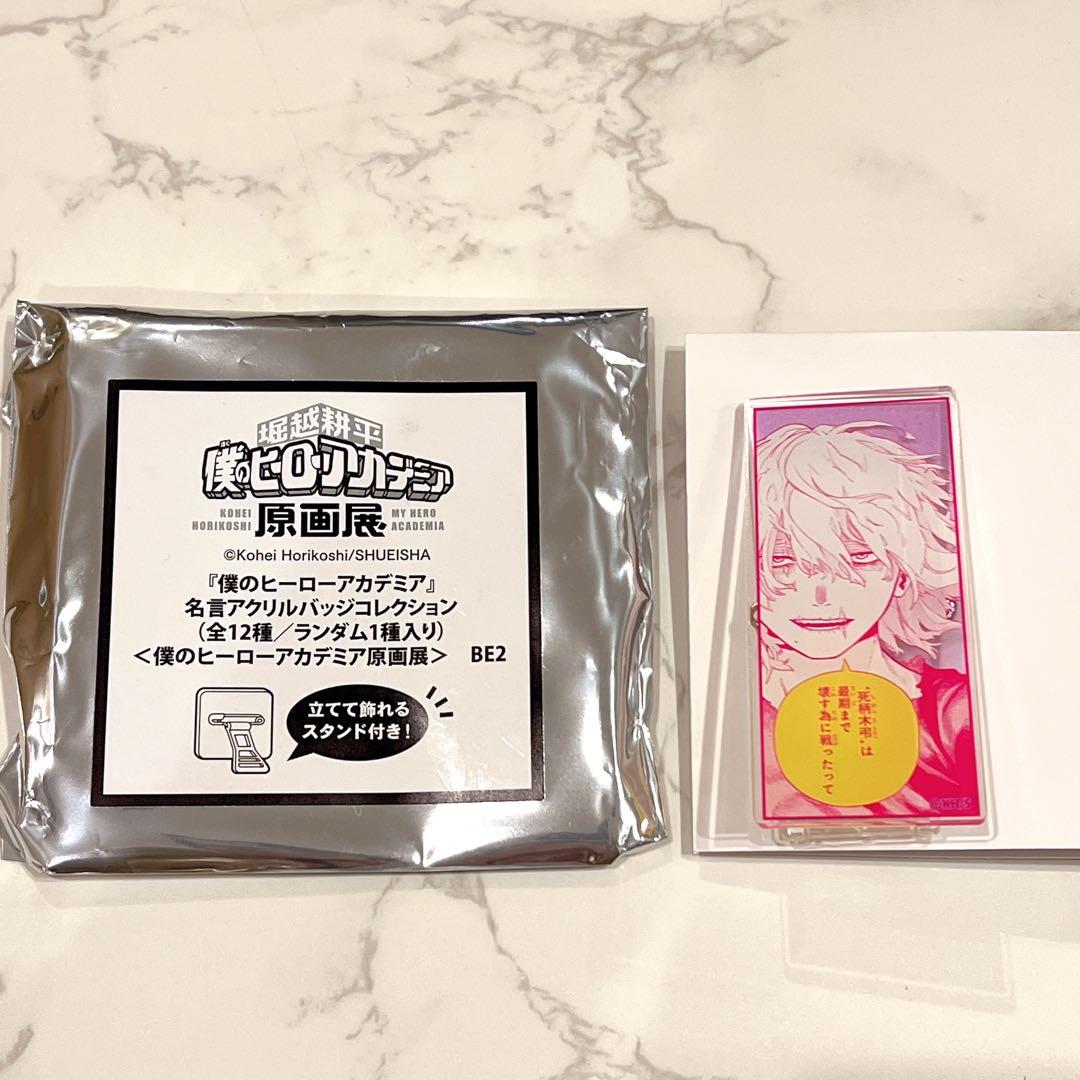 堀越耕平
僕のヒーローアカデミア
KOHEI HORIKOSHI
原画展
MY HERO ACADEMIA
©Kohei Horikoshi/SHUEISHA
『僕のヒーローアカデミア』
名言アクリルバッジコレクション
（全12種／ランダム1種入り）
＜僕のヒーローアカデミア原画展＞ BE2
立てて飾れる
スタンド付き！
“死柄木弔”は
最期まで
壊す為に戦ったって
©K.H./S